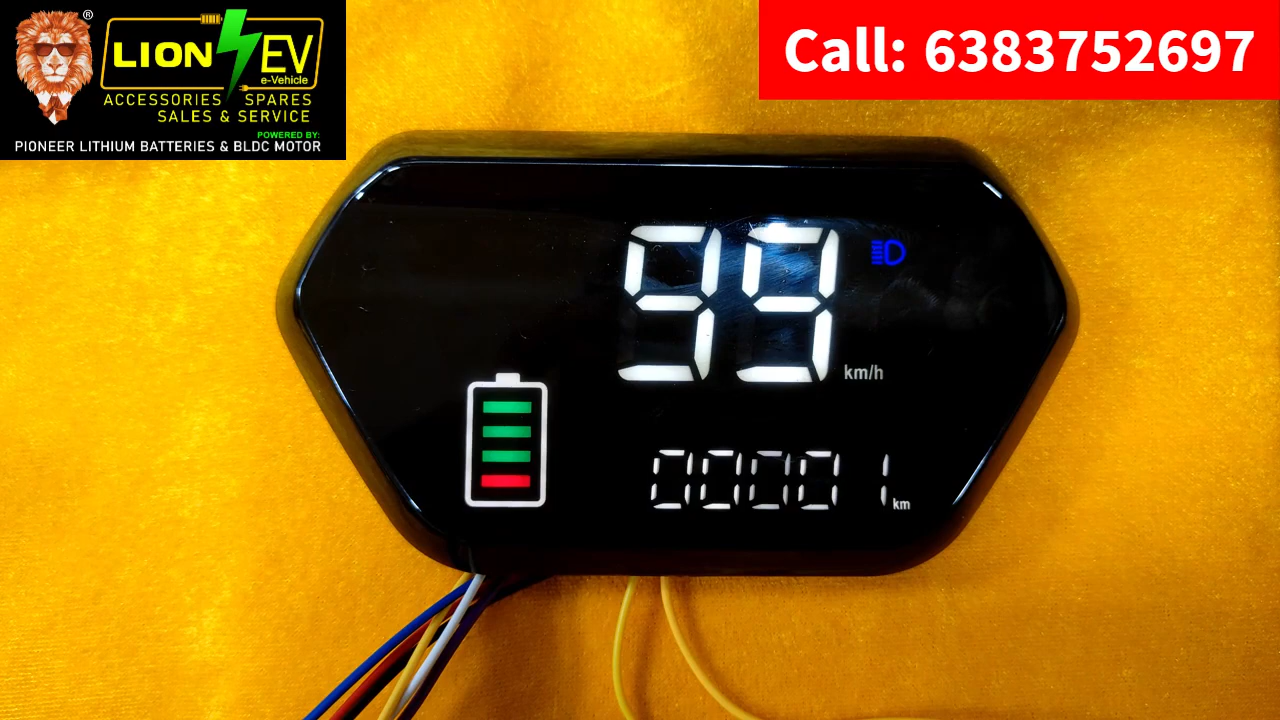 ®
LION EV
e-Vehicle
ACCESSORIES SPARES
SALES & SERVICE
POWERED BY:
PIONEER LITHIUM BATTERIES & BLDC MOTOR
Call: 6383752697
99
km/h
00001
km